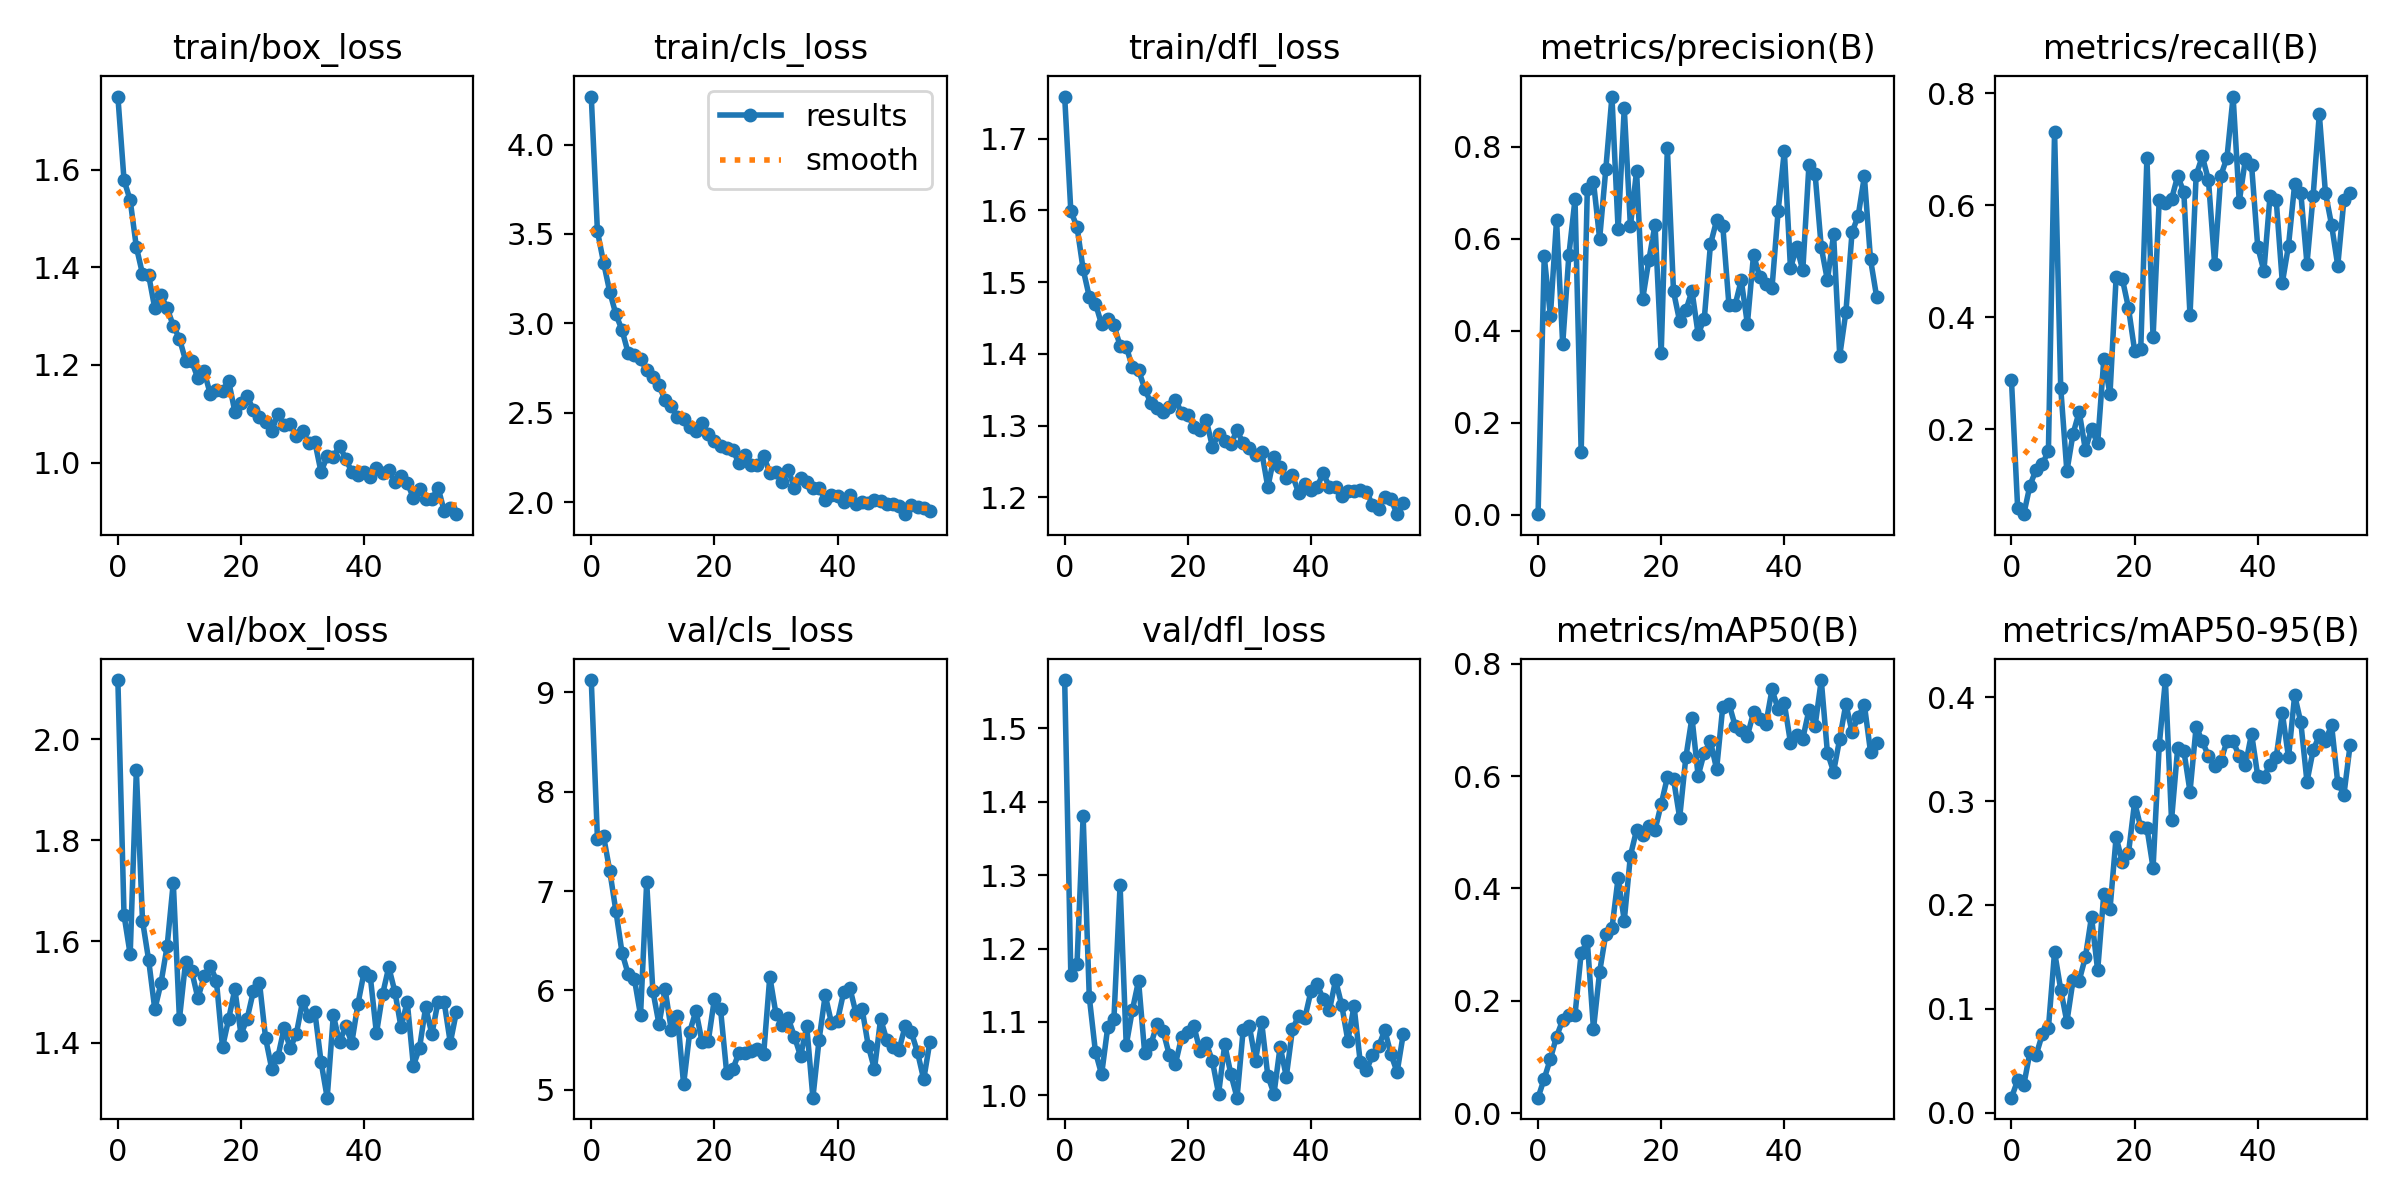 train/box_loss
1.6
1.4
1.2
1.0
0 20 40
train/cls_loss
results
smooth
4.0
3.5
3.0
2.5
2.0
0 20 40
train/dfl_loss
1.7
1.6
1.5
1.4
1.3
1.2
0 20 40
metrics/precision(B)
0.8
0.6
0.4
0.2
0.0
0 20 40
metrics/recall(B)
0.8
0.6
0.4
0.2
0 20 40
val/box_loss
2.0
1.8
1.6
1.4
0 20 40
val/cls_loss
9
8
7
6
5
0 20 40
val/dfl_loss
1.5
1.4
1.3
1.2
1.1
1.0
0 20 40
metrics/mAP50(B)
0.8
0.6
0.4
0.2
0.0
0 20 40
metrics/mAP50-95(B)
0.4
0.3
0.2
0.1
0.0
0 20 40